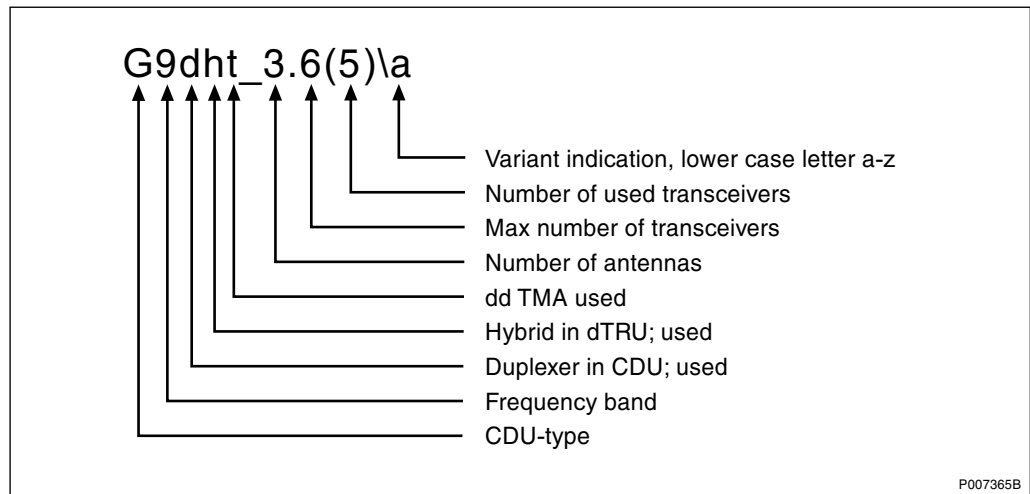 G9dht_3.6(5)\a
Variant indication, lower case letter a-z
Number of used transceivers
Max number of transceivers
Number of antennas
dd TMA used
Hybrid in dTRU; used
Duplexer in CDU; used
Frequency band
CDU-type
P007365B